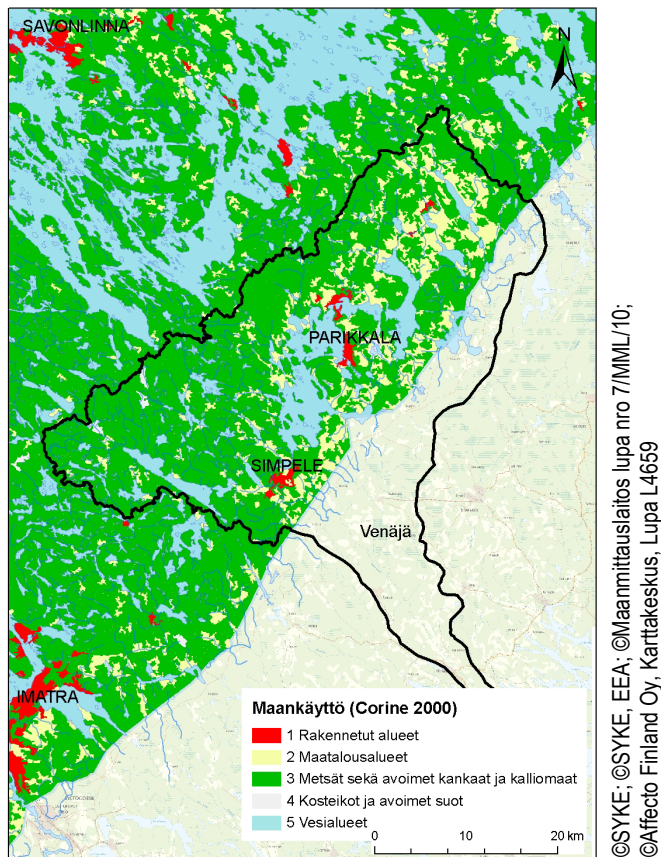 SAVONLINNA
N
PARIKKALA
SIMPELE
Venäjä
IMATRA
Maankäyttö (Corine 2000)
1 Rakennetut alueet
2 Maatalousalueet
3 Metsät sekä avoimet kankaat ja kalliomaat
4 Kosteikot ja avoimet suot
5 Vesialueet
0 10 20 km
©SYKE; ©SYKE, EEA; ©Maanmittauslaitos lupa nro 7/MML/10;
©Affecto Finland Oy, Karttakeskus, Lupa L4659